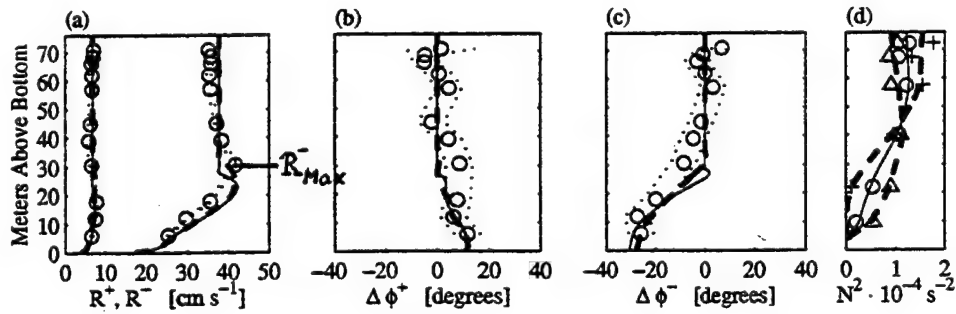 (a) (b) (c) (d)
Meters Above Bottom
70
60
50
40
30
20
10
0
R⁻Max
0 10 20 30 40 50
R⁺, R⁻ [cm s⁻¹]
−40 −20 0 20 40
Δ ϕ⁺ [degrees]
−40 −20 0 20 40
Δ ϕ⁻ [degrees]
0 1 2
N² · 10⁻⁴ s⁻²